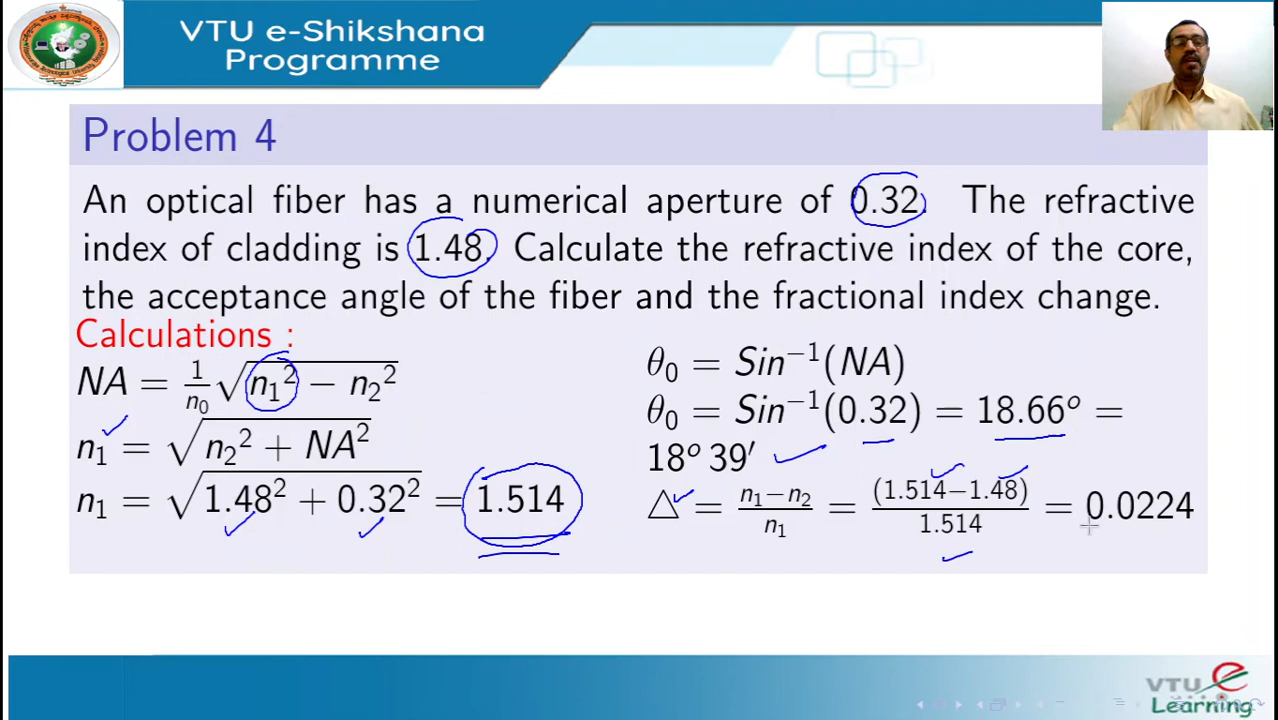 VTU e-Shikshana
Programme
Problem 4
An optical fiber has a numerical aperture of 0.32. The refractive
index of cladding is 1.48. Calculate the refractive index of the core,
the acceptance angle of the fiber and the fractional index change.
Calculations :
NA = 1/n₀ √(n₁² − n₂²)
n₁ = √(n₂² + NA²)
n₁ = √(1.48² + 0.32²) = 1.514
θ₀ = Sin⁻¹(NA)
θ₀ = Sin⁻¹(0.32) = 18.66° =
18° 39′
△ = (n₁−n₂)/n₁ = (1.514−1.48)/1.514 = 0.0224
VTU e
Learning